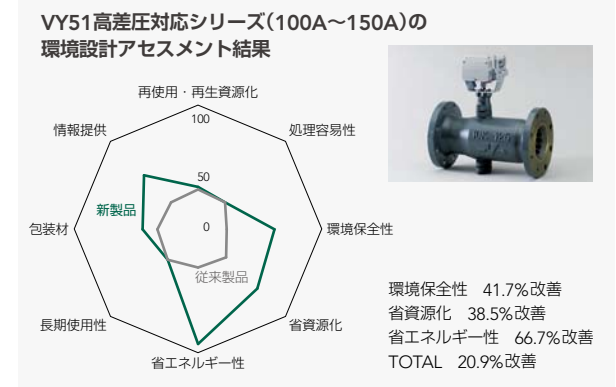 VY51高差圧対応シリーズ（100A～150A）の
環境設計アセスメント結果
再使用・再生資源化
100
情報提供
処理容易性
50
新製品
包装材
0
環境保全性
従来製品
長期使用性
省資源化
省エネルギー性
環境保全性　41.7%改善
省資源化　38.5%改善
省エネルギー性　66.7%改善
TOTAL　20.9%改善